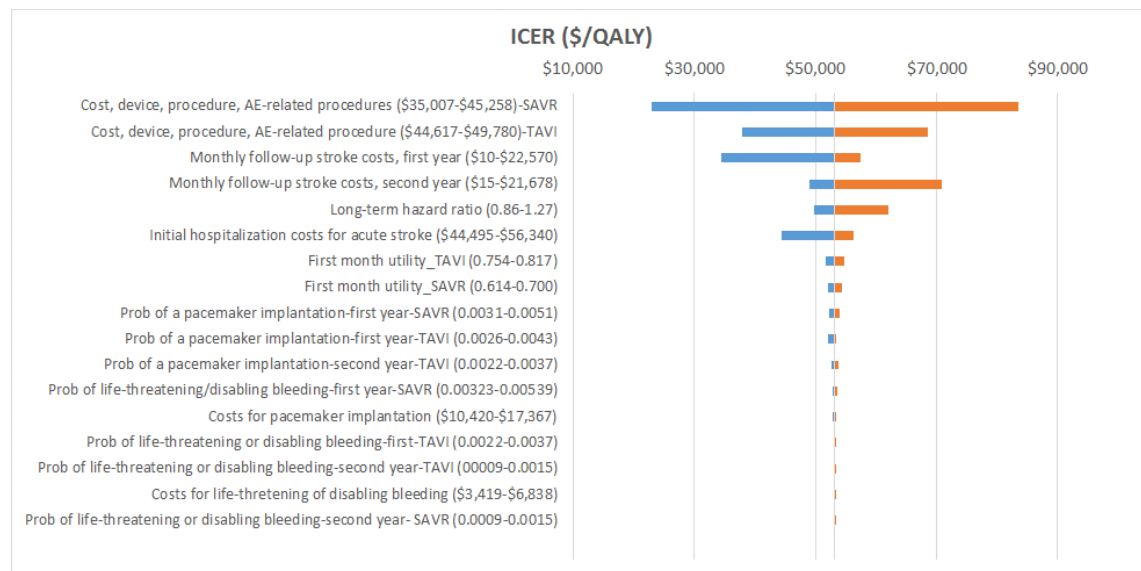 ICER ($/QALY)
$10,000 $30,000 $50,000 $70,000 $90,000
Cost, device, procedure, AE-related procedures ($35,007-$45,258)-SAVR
Cost, device, procedure, AE-related procedure ($44,617-$49,780)-TAVI
Monthly follow-up stroke costs, first year ($10-$22,570)
Monthly follow-up stroke costs, second year ($15-$21,678)
Long-term hazard ratio (0.86-1.27)
Initial hospitalization costs for acute stroke ($44,495-$56,340)
First month utility_TAVI (0.754-0.817)
First month utility_SAVR (0.614-0.700)
Prob of a pacemaker implantation-first year-SAVR (0.0031-0.0051)
Prob of a pacemaker implantation-first year-TAVI (0.0026-0.0043)
Prob of a pacemaker implantation-second year-TAVI (0.0022-0.0037)
Prob of life-threatening/disabling bleeding-first year-SAVR (0.00323-0.00539)
Costs for pacemaker implantation ($10,420-$17,367)
Prob of life-threatening or disabling bleeding-first-TAVI (0.0022-0.0037)
Prob of life-threatening or disabling bleeding-second year-TAVI (00009-0.0015)
Costs for life-thretening of disabling bleeding ($3,419-$6,838)
Prob of life-threatening or disabling bleeding-second year- SAVR (0.0009-0.0015)